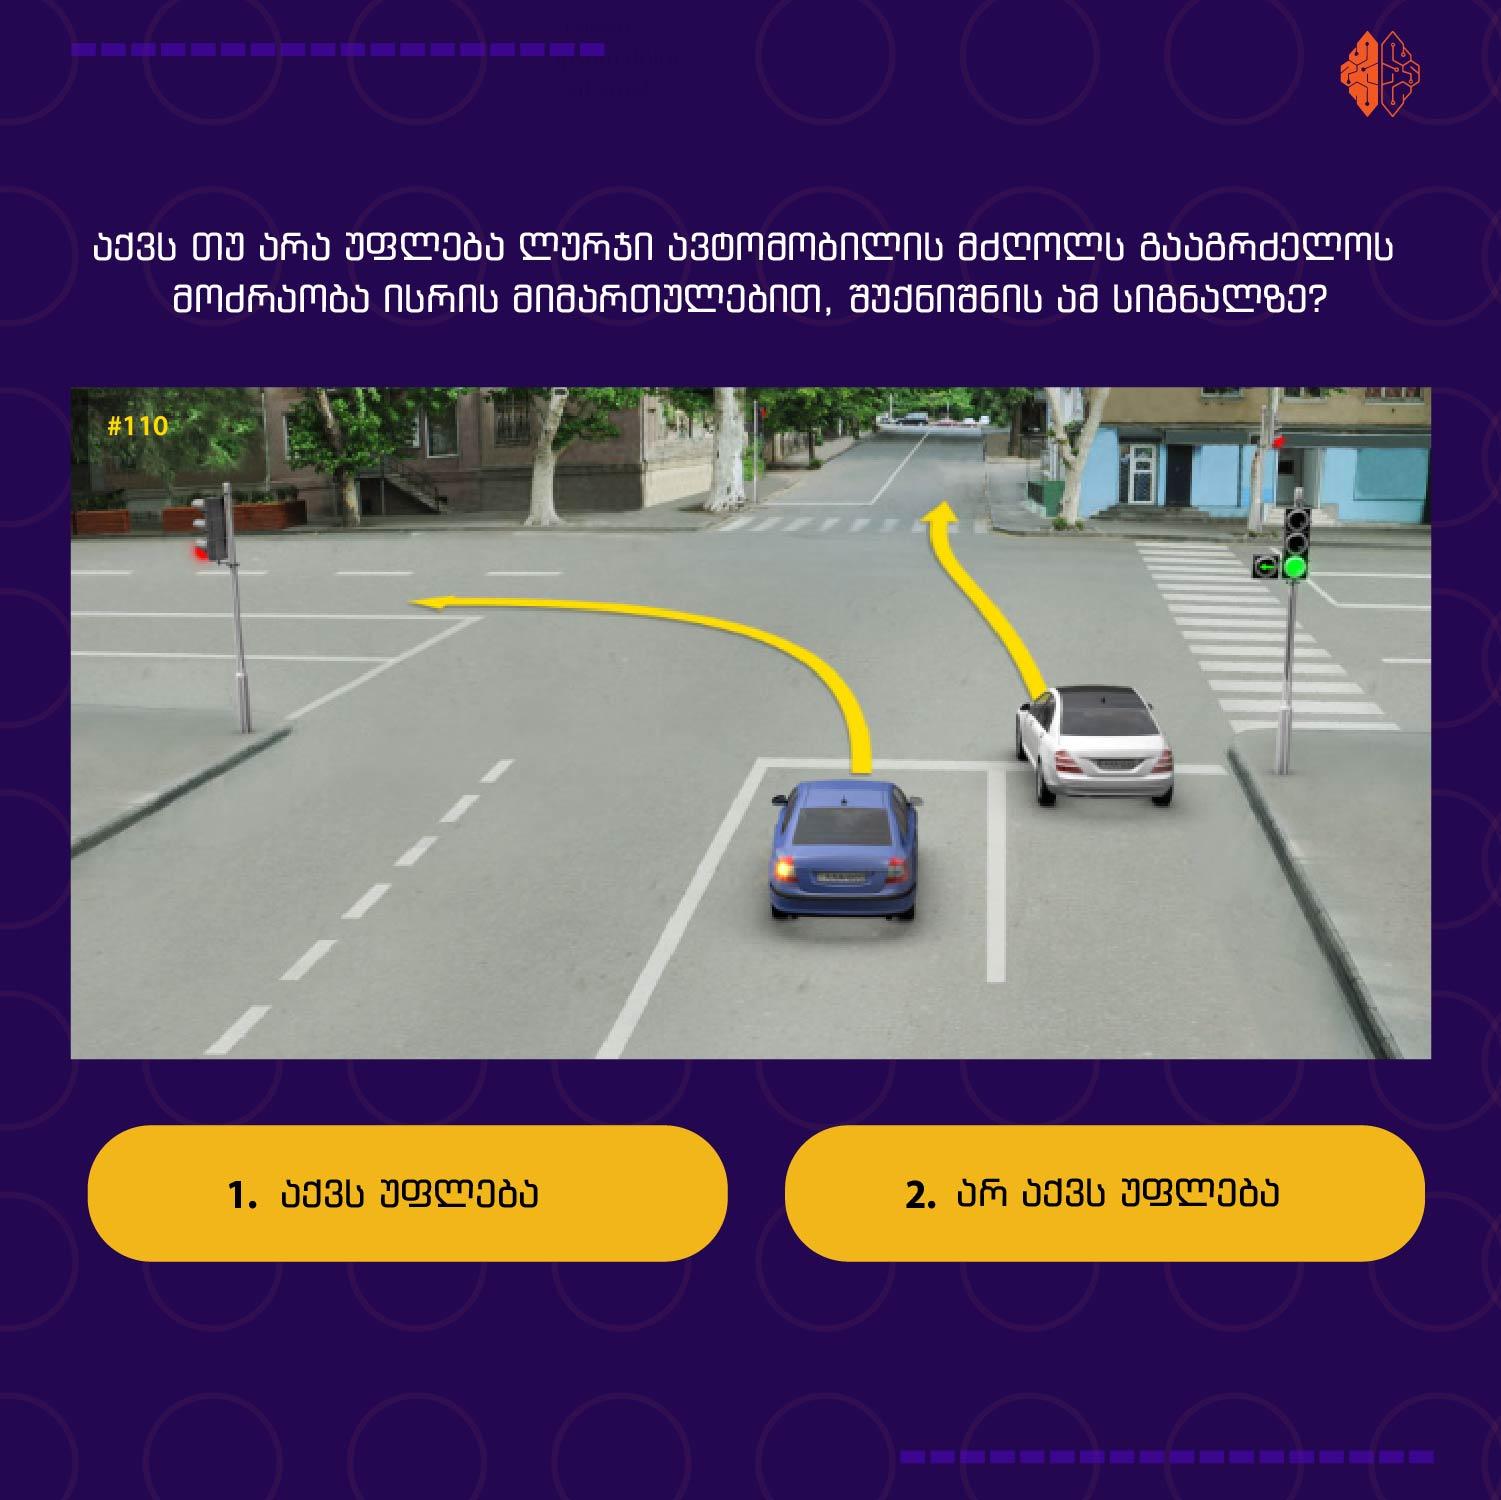 აქვს თუ არა უფლება ლურჯი ავტომობილის მძღოლს გააგრძელოს
მოძრაობა ისრის მიმართულებით, შუქნიშნის ამ სიგნალზე?
#110
1. აქვს უფლება
2. არ აქვს უფლება